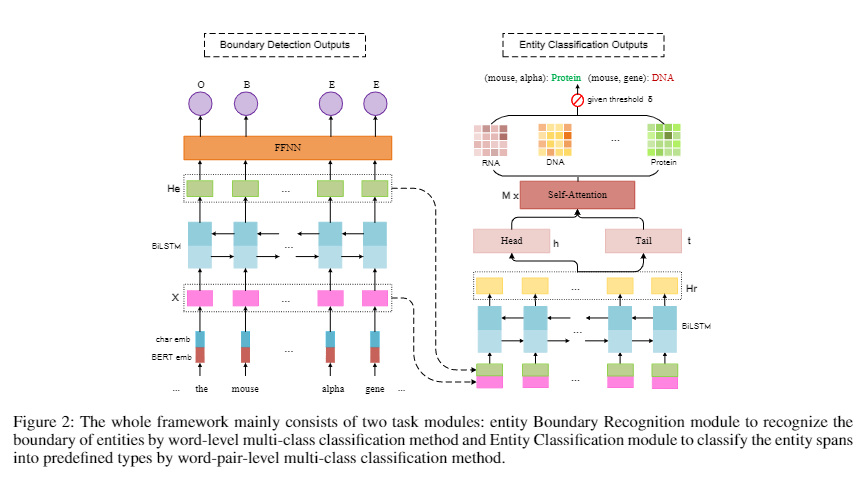 Boundary Detection Outputs
O B E E
FFNN
He
...
BiLSTM
...
X
...
char emb
BERT emb
...
... the mouse alpha gene ...
Entity Classification Outputs
(mouse, alpha): Protein (mouse, gene): DNA
given threshold δ
...
RNA DNA Protein
M x Self-Attention
Head h Tail t
... Hr
BiLSTM
...
...
Figure 2: The whole framework mainly consists of two task modules: entity Boundary Recognition module to recognize the
boundary of entities by word-level multi-class classification method and Entity Classification module to classify the entity spans
into predefined types by word-pair-level multi-class classification method.